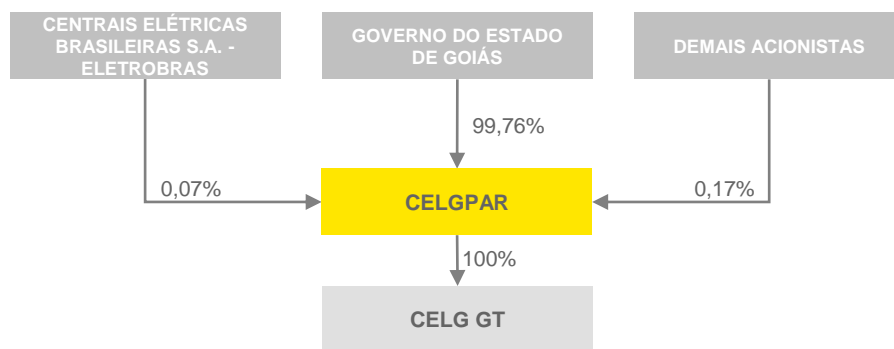 CENTRAIS ELÉTRICAS
BRASILEIRAS S.A. -
ELETROBRAS
GOVERNO DO ESTADO
DE GOIÁS
DEMAIS ACIONISTAS
99,76%
0,07%
0,17%
CELGPAR
100%
CELG GT